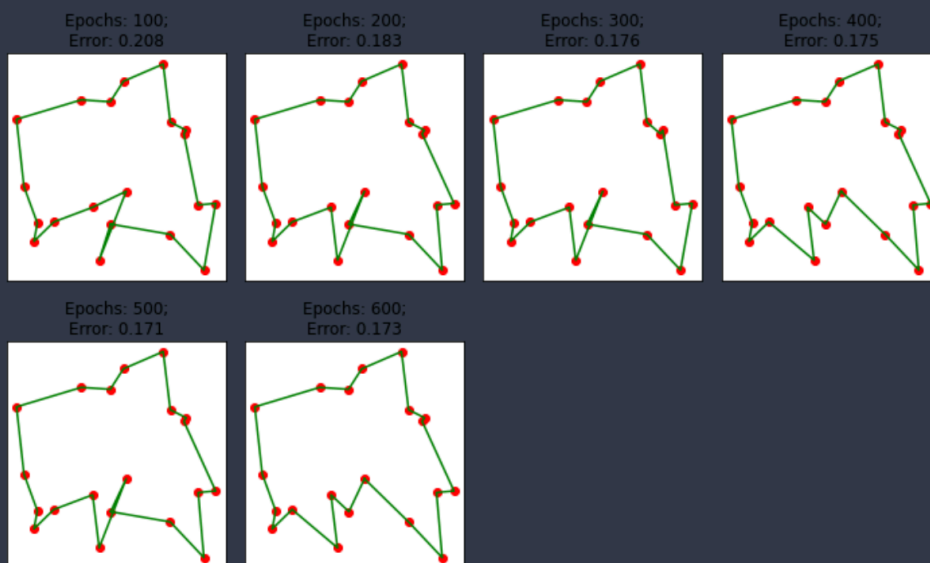 Epochs: 100;
Error: 0.208
Epochs: 200;
Error: 0.183
Epochs: 300;
Error: 0.176
Epochs: 400;
Error: 0.175
Epochs: 500;
Error: 0.171
Epochs: 600;
Error: 0.173